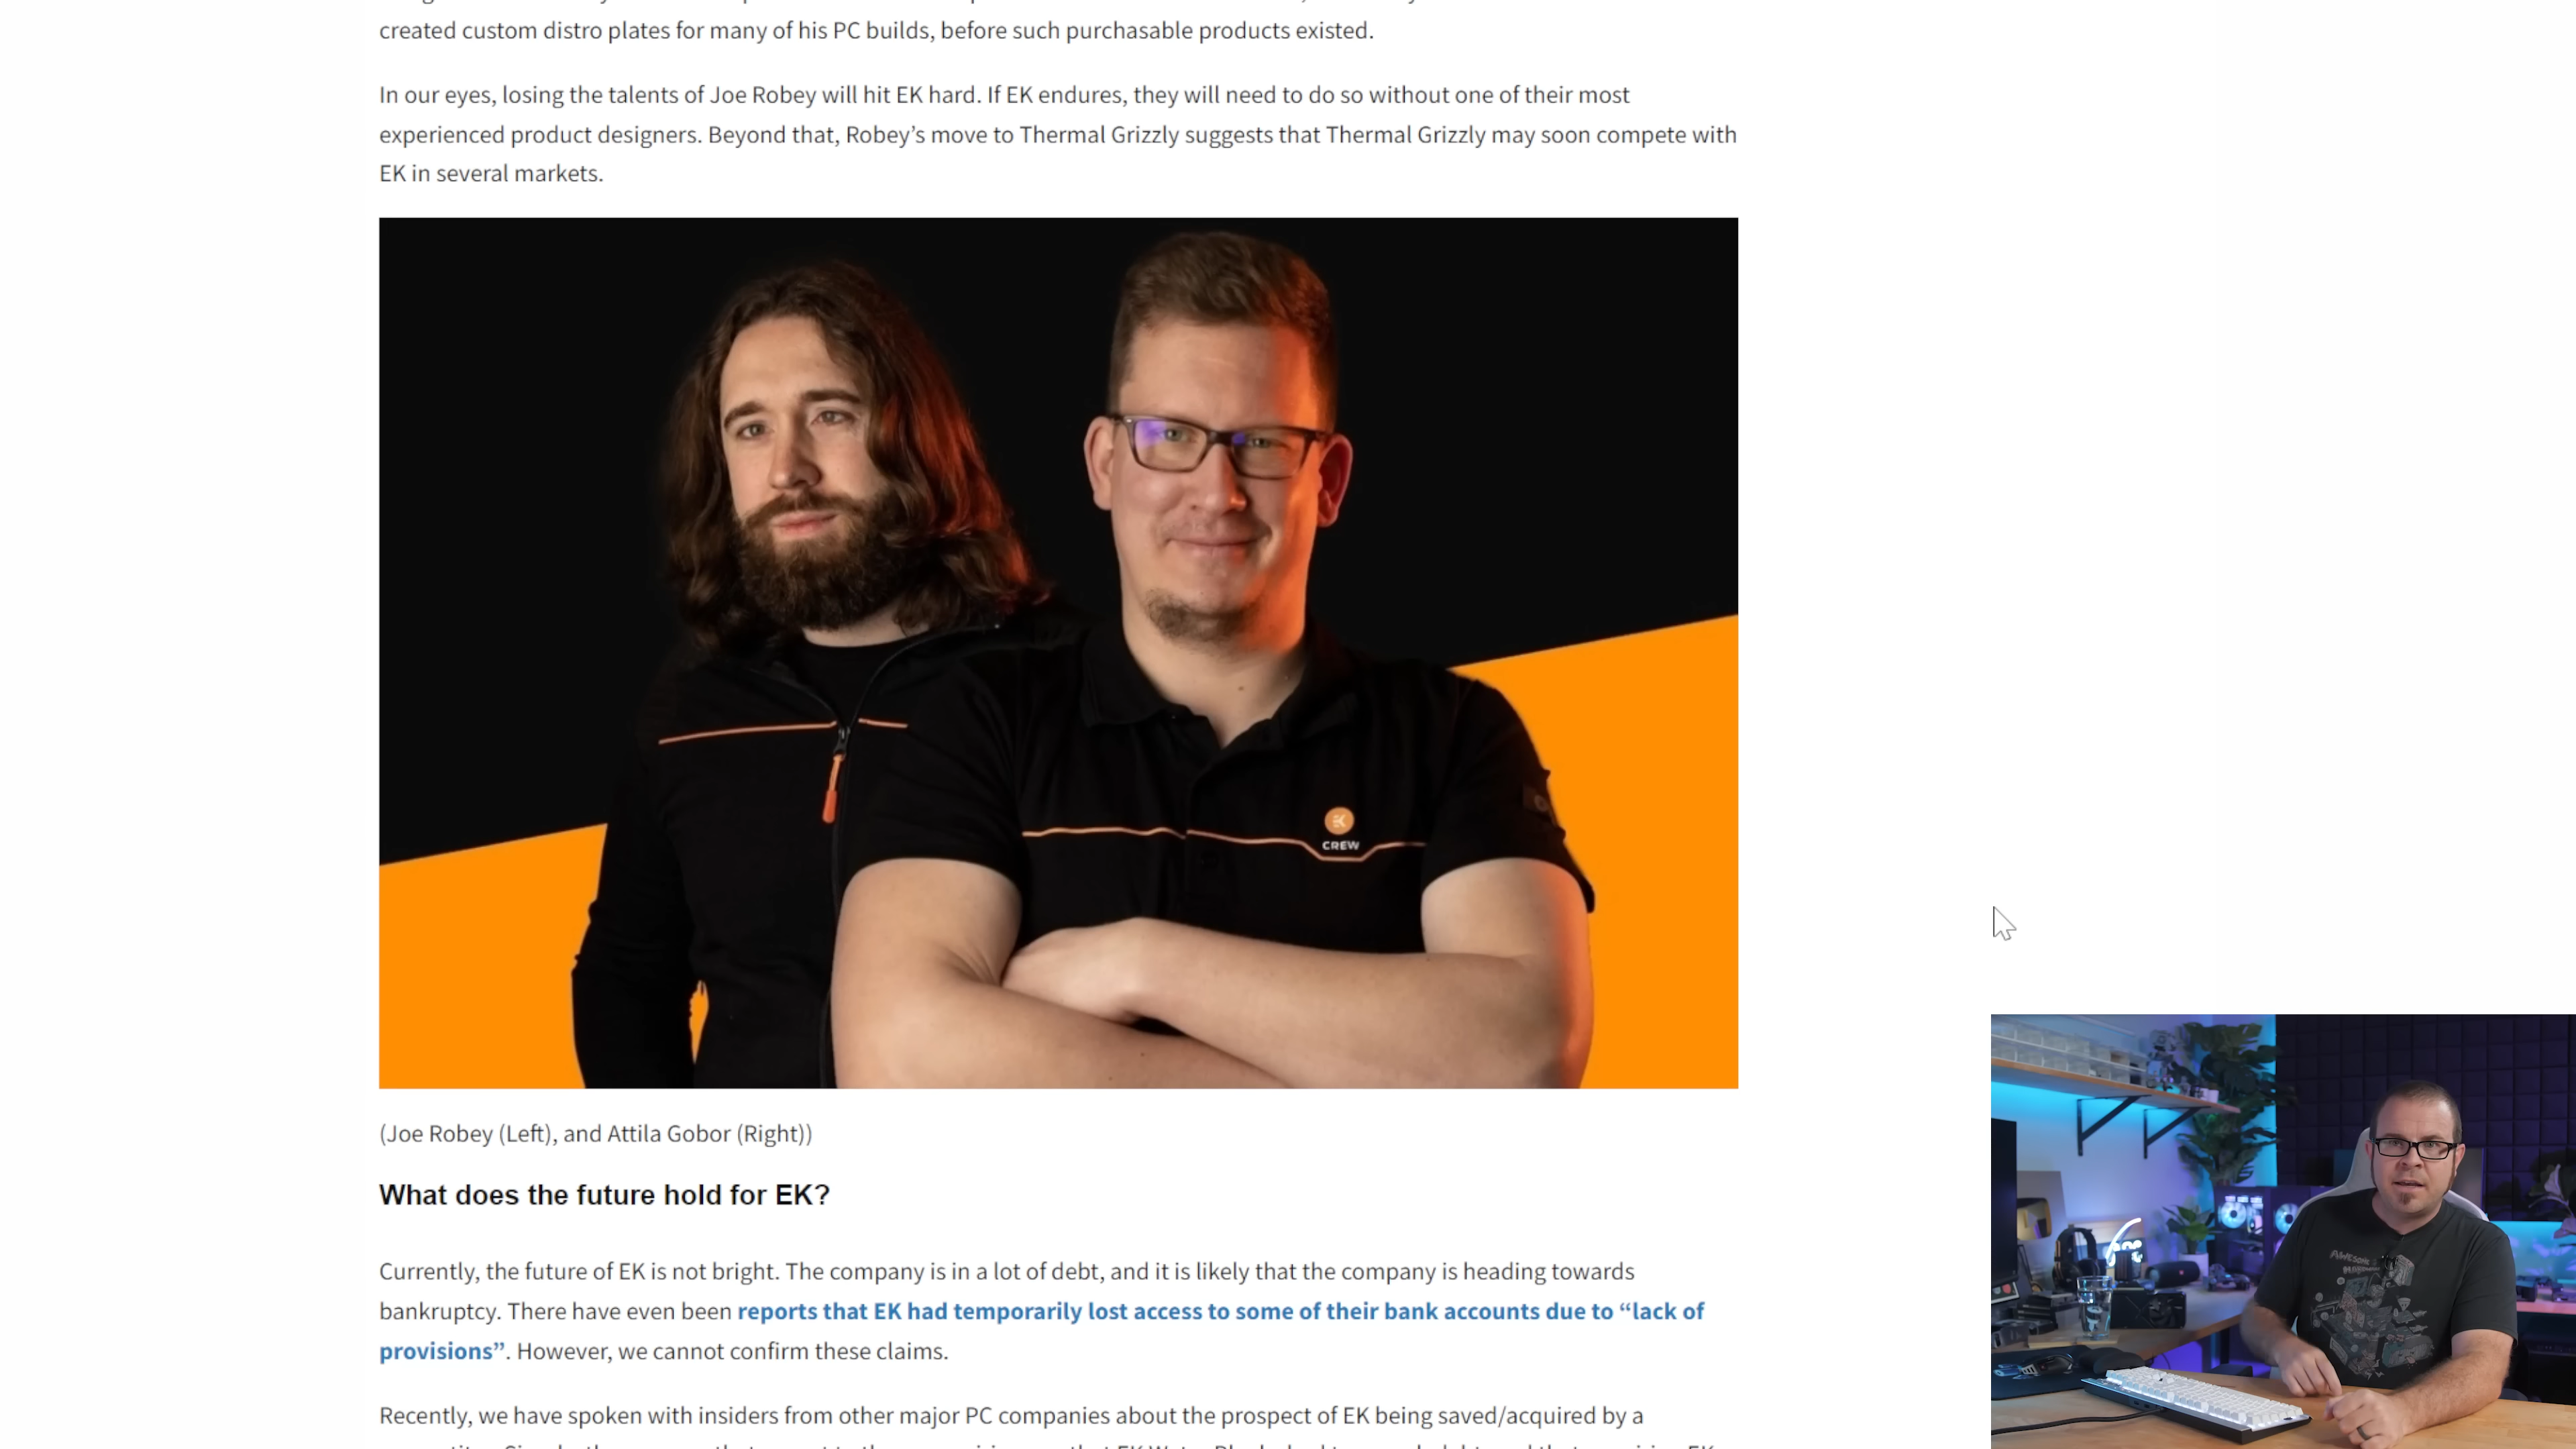 created custom distro plates for many of his PC builds, before such purchasable products existed.
In our eyes, losing the talents of Joe Robey will hit EK hard. If EK endures, they will need to do so without one of their most
experienced product designers. Beyond that, Robey’s move to Thermal Grizzly suggests that Thermal Grizzly may soon compete with
EK in several markets.
CREW
(Joe Robey (Left), and Attila Gobor (Right))
What does the future hold for EK?
Currently, the future of EK is not bright. The company is in a lot of debt, and it is likely that the company is heading towards
bankruptcy. There have even been reports that EK had temporarily lost access to some of their bank accounts due to “lack of
provisions”. However, we cannot confirm these claims.
Recently, we have spoken with insiders from other major PC companies about the prospect of EK being saved/acquired by a